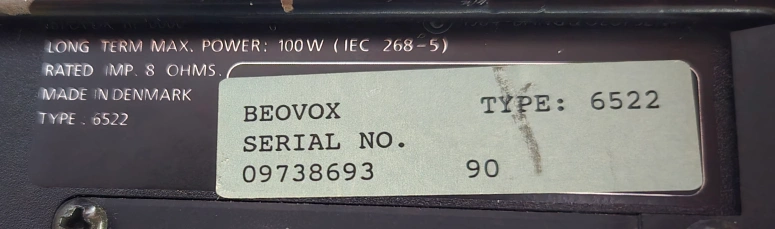 LONG TERM MAX. POWER: 100W (IEC 268-5)
RATED IMP. 8 OHMS.
MADE IN DENMARK
TYPE . 6522
BEOVOX TYPE: 6522
SERIAL NO.
09738693 90